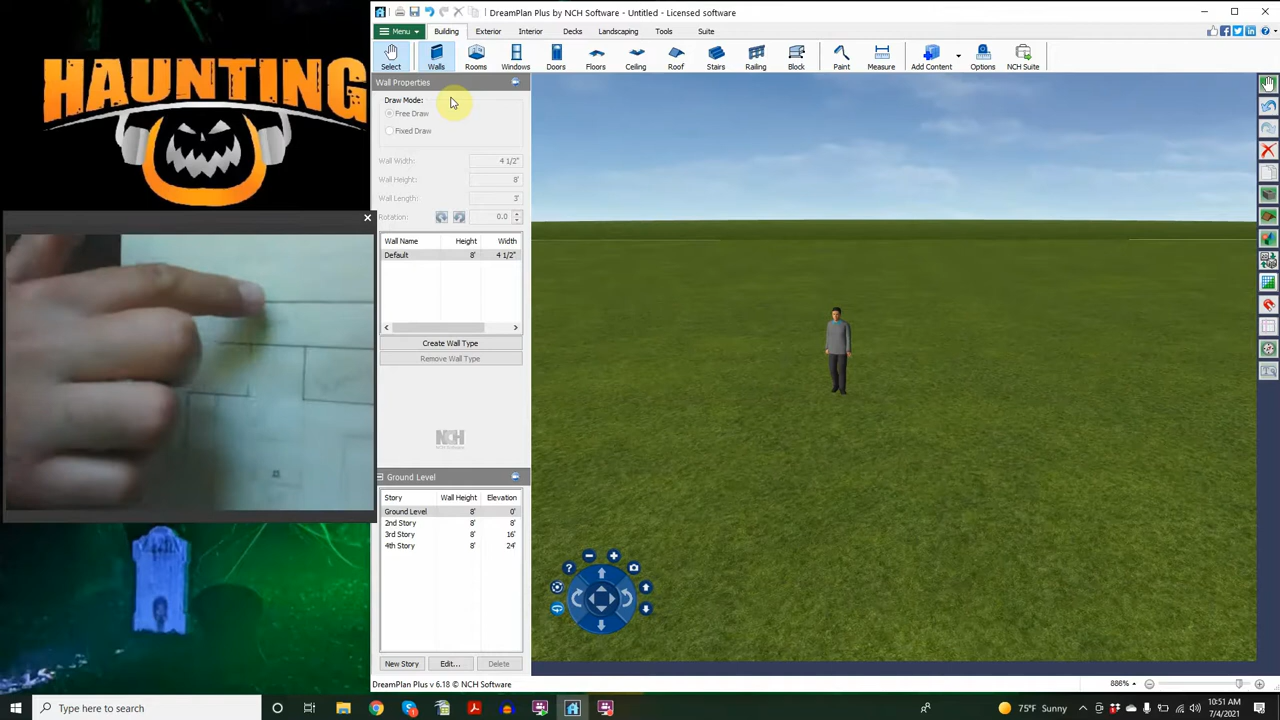 HAUNTING
DreamPlan Plus by NCH Software - Untitled - Licensed software
Menu Building Exterior Interior Decks Landscaping Tools Suite
Select Walls Rooms Windows Doors Floors Ceiling Roof Stairs Railing Block Paint Measure Add Content Options NCH Suite
Wall Properties
Draw Mode:
Free Draw
Fixed Draw
Wall Width: 4 1/2"
Wall Height: 8'
Wall Length: 3'
Rotation: 0.0
Wall Name Height Width
Default 8' 4 1/2"
Create Wall Type
Remove Wall Type
NCH
NCH Software
Ground Level
Story Wall Height Elevation
Ground Level 8' 0'
2nd Story 8' 8'
3rd Story 8' 16'
4th Story 8' 24'
New Story Edit... Delete
DreamPlan Plus v 6.18 © NCH Software
886%
Type here to search
75°F Sunny
10:51 AM
7/4/2021